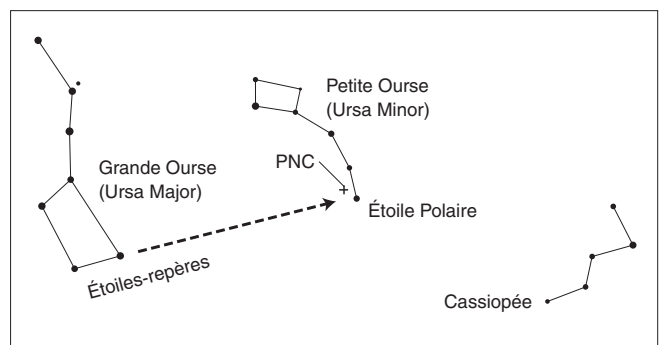 Petite Ourse
(Ursa Minor)
PNC
Grande Ourse
(Ursa Major)
Étoile Polaire
Étoiles-repères
Cassiopée